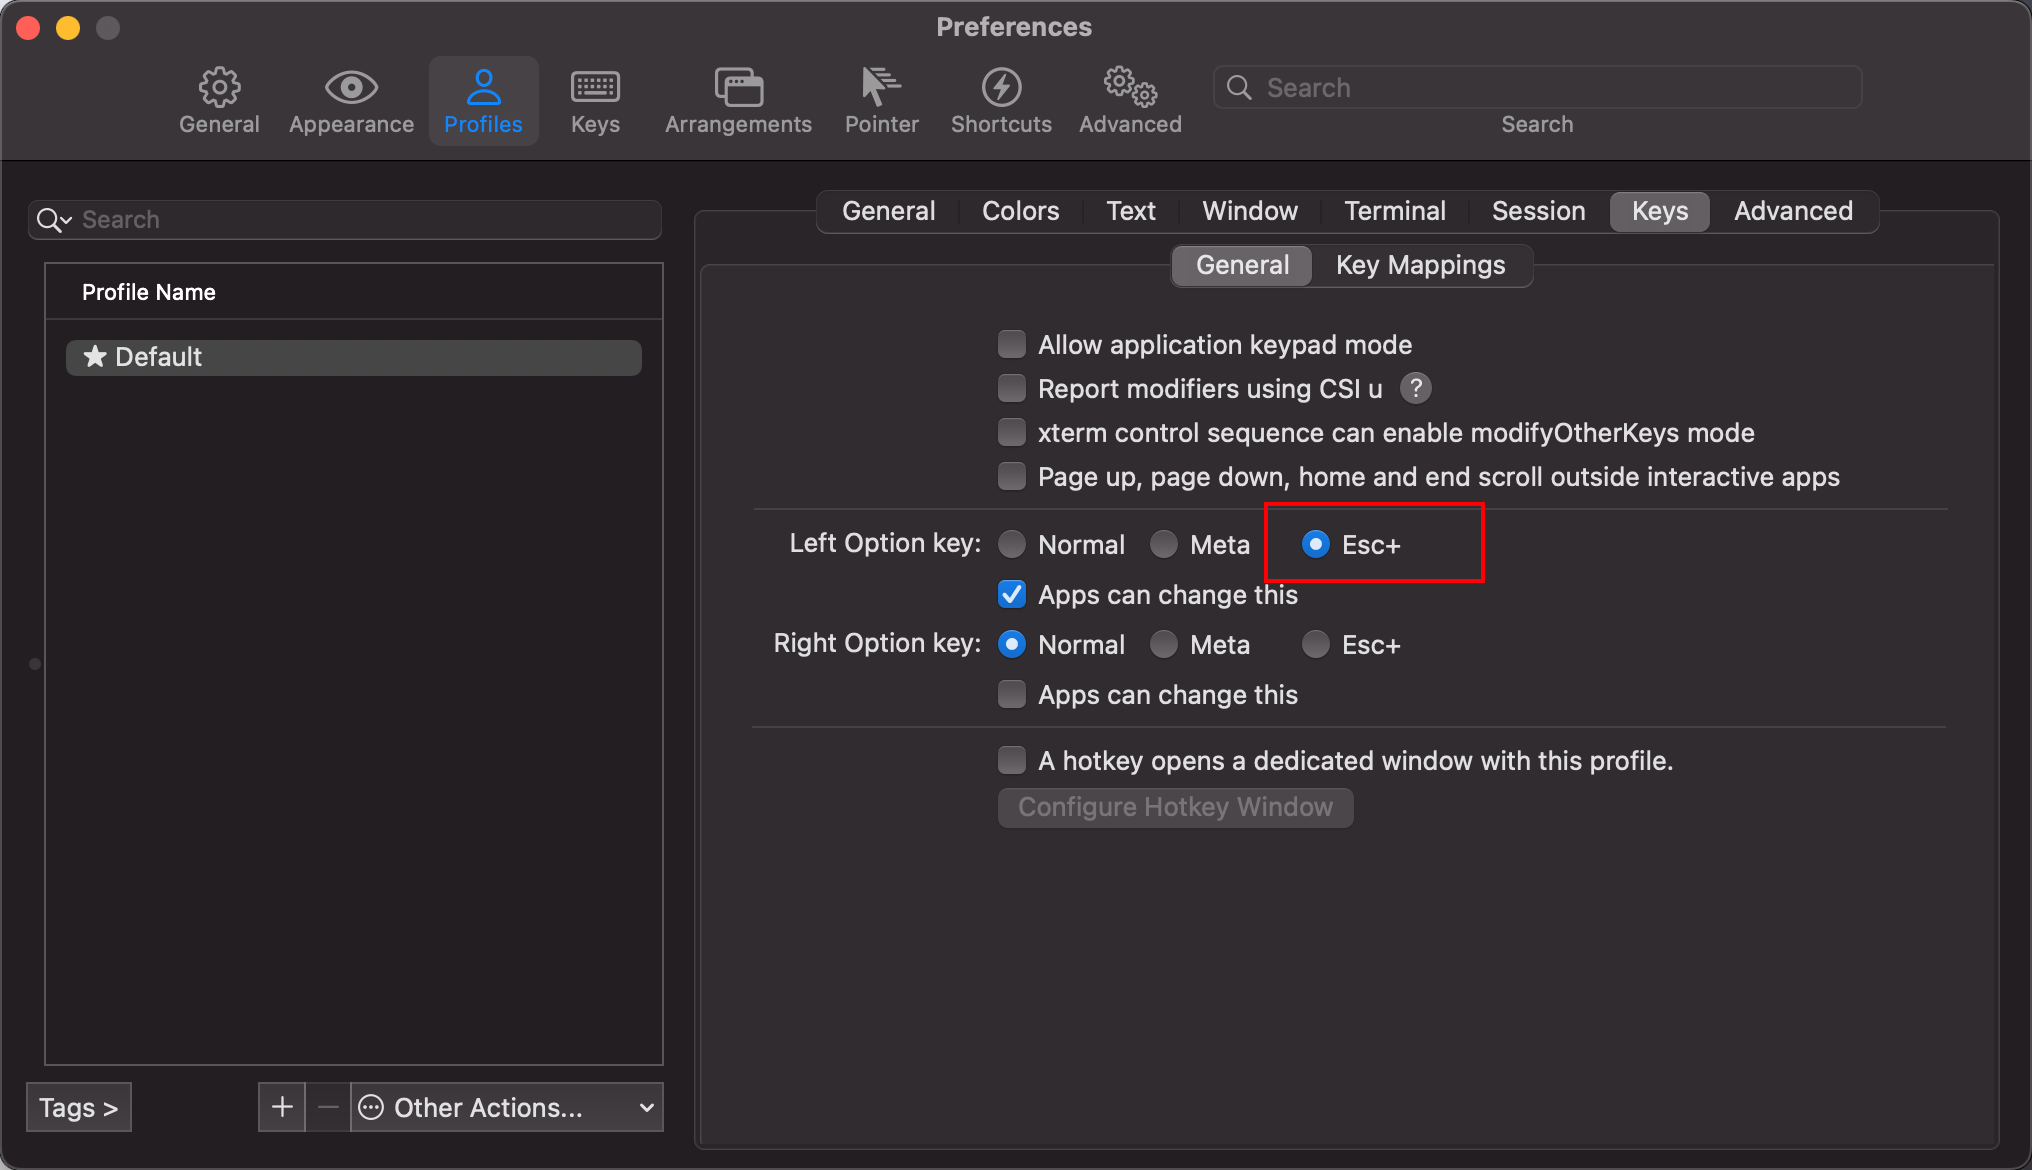 Preferences
General Appearance Profiles Keys Arrangements Pointer Shortcuts Advanced Search
Search
Search
Profile Name
Default
Tags >
Other Actions...
General Colors Text Window Terminal Session Keys Advanced
General Key Mappings
Allow application keypad mode
Report modifiers using CSI u ?
xterm control sequence can enable modifyOtherKeys mode
Page up, page down, home and end scroll outside interactive apps
Left Option key: Normal Meta Esc+
Apps can change this
Right Option key: Normal Meta Esc+
Apps can change this
A hotkey opens a dedicated window with this profile.
Configure Hotkey Window